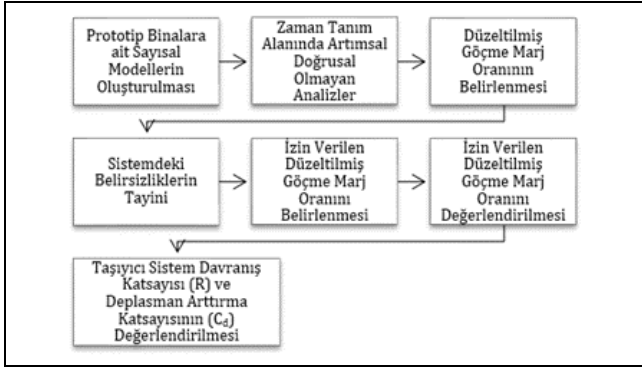 Prototip Binalara
ait Sayısal
Modellerin
Oluşturulması
Zaman Tanım
Alanında Artımsal
Doğrusal
Olmayan
Analizler
Düzeltilmiş
Göçme Marj
Oranının
Belirlenmesi
Sistemdeki
Belirsizliklerin
Tayini
İzin Verilen
Düzeltilmiş
Göçme Marj
Oranını
Belirlenmesi
İzin Verilen
Düzeltilmiş
Göçme Marj
Oranını
Değerlendirilmesi
Taşıyıcı Sistem Davranış
Katsayısı (R) ve
Deplasman Arttırma
Katsayısının (Cd)
Değerlendirilmesi